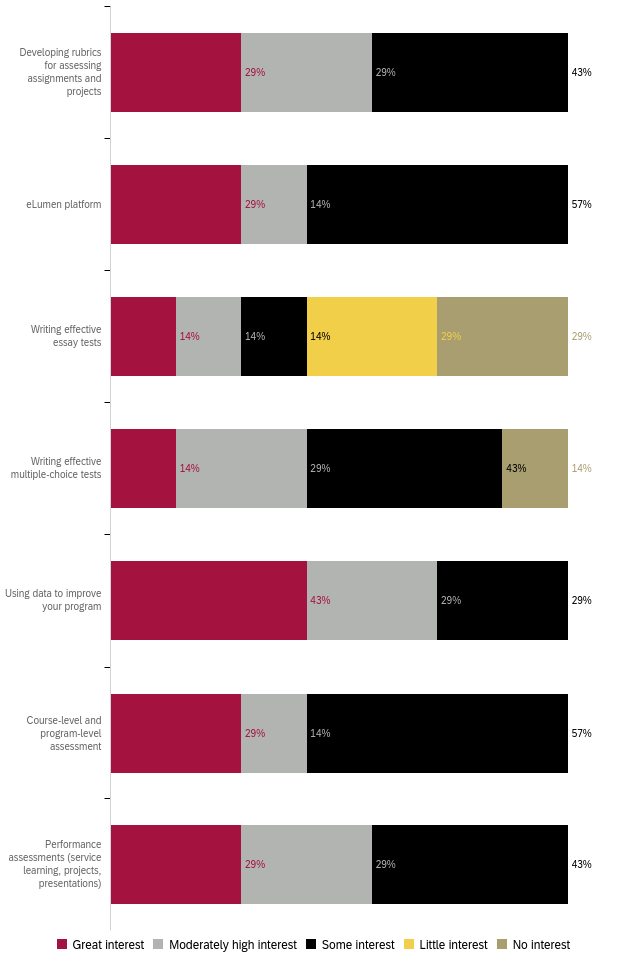 Developing rubrics
for assessing
assignments and
projects
29%
29%
43%
eLumen platform
29%
14%
57%
Writing effective
essay tests
14%
14%
14%
29%
29%
Writing effective
multiple-choice tests
14%
29%
43%
14%
Using data to improve
your program
43%
29%
29%
Course-level and
program-level
assessment
29%
14%
57%
Performance
assessments (service
learning, projects,
presentations)
29%
29%
43%
Great interest
Moderately high interest
Some interest
Little interest
No interest